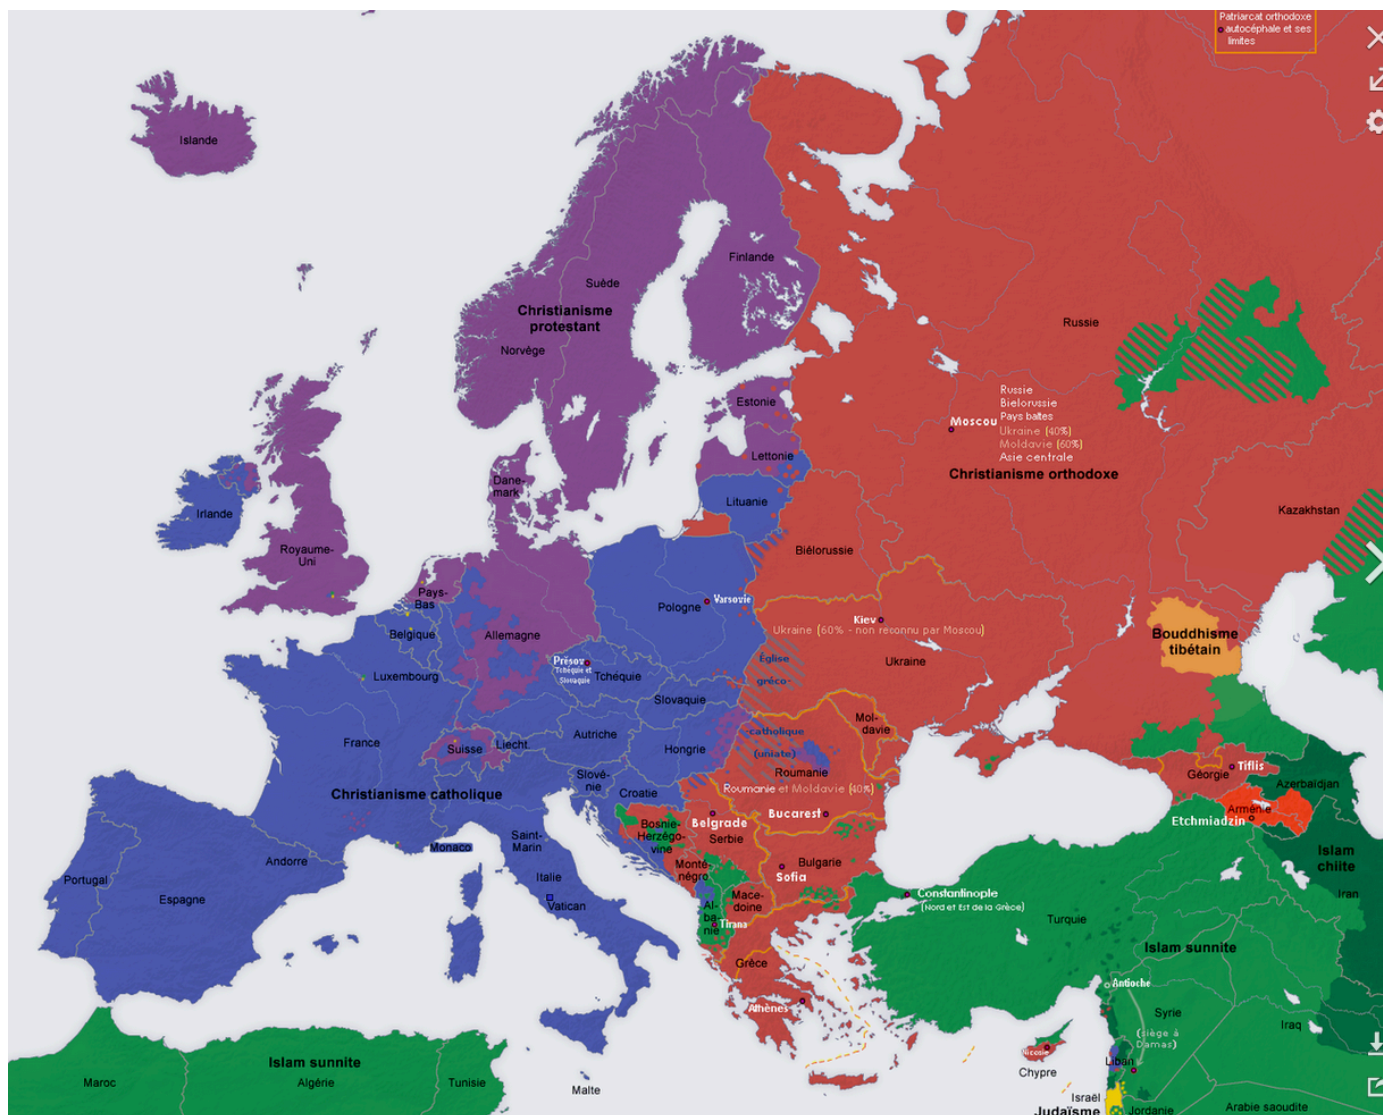 Patriarcat orthodoxe
autocéphale et ses
limites
Islande
Finlande
Suède
Christianisme
protestant
Norvège
Russie
Estonie
Lettonie
Lituanie
Dane-
mark
Moscou
Russie
Bielorussie
Pays baltes
Ukraine (40%)
Moldavie (60%)
Asie centrale
Christianisme orthodoxe
Kazakhstan
Irlande
Royaume-
Uni
Biélorussie
Pays-
Bas
Belgique
Allemagne
Pologne
Varsovie
Kiev
Ukraine (60% - non reconnu par Moscou)
Ukraine
Bouddhisme
tibétain
Luxembourg
Présov
Tchéquie et
Slovaquie
Tchéquie
Slovaquie
Église
gréco-
-catholique
(uniate)
Mol-
davie
France
Suisse
Liecht.
Autriche
Hongrie
Slové-
nie
Croatie
Roumanie
Roumanie et Moldavie (40%)
Bucarest
Géorgie
Tiflis
Azerbaïdjan
Arménie
Etchmiadzin
Christianisme catholique
Belgrade
Serbie
Bosnie-
Herzégo-
vine
Saint-
Marin
Monaco
Andorre
Italie
Vatican
Monté-
négro
Bulgarie
Sofia
Mace-
doine
Al-
ba-
nie
Tirana
Portugal
Espagne
Constantinople
(Nord et Est de la Grèce)
Turquie
Islam
chiite
Iran
Islam sunnite
Grèce
Athènes
Antioche
Syrie
(siège à
Damas)
Iraq
Nicosie
Chypre
Liban
Islam sunnite
Maroc
Algérie
Tunisie
Malte
Israël
Judaïsme
Jordanie
Arabie saoudite